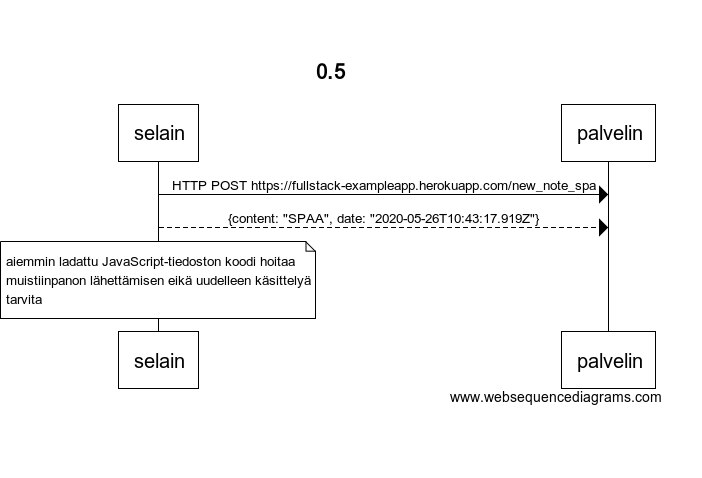 0.5
selain
palvelin
HTTP POST https://fullstack-exampleapp.herokuapp.com/new_note_spa
{content: "SPAA", date: "2020-05-26T10:43:17.919Z"}
aiemmin ladattu JavaScript-tiedoston koodi hoitaa
muistiinpanon lähettämisen eikä uudelleen käsittelyä
tarvita
selain
palvelin
www.websequencediagrams.com